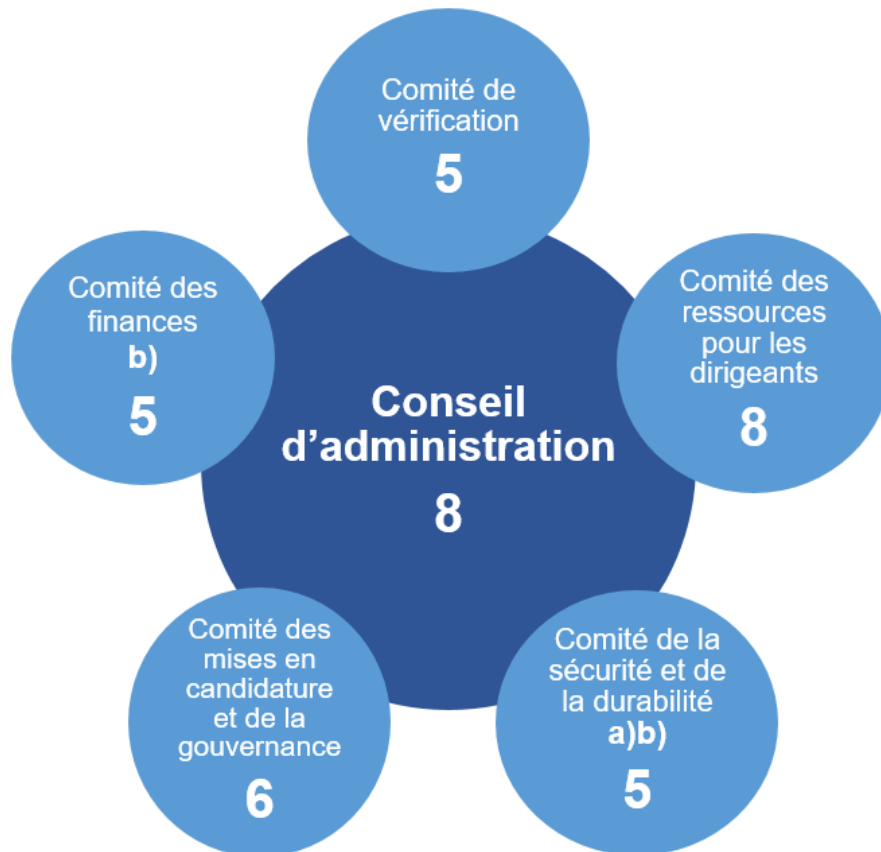 Comité de
vérification
5
Comité des
finances
b)
5
Comité des
ressources
pour les
dirigeants
8
Conseil
d’administration
8
Comité des
mises en
candidature
et de la
gouvernance
6
Comité de la
sécurité et de
la durabilité
a)b)
5